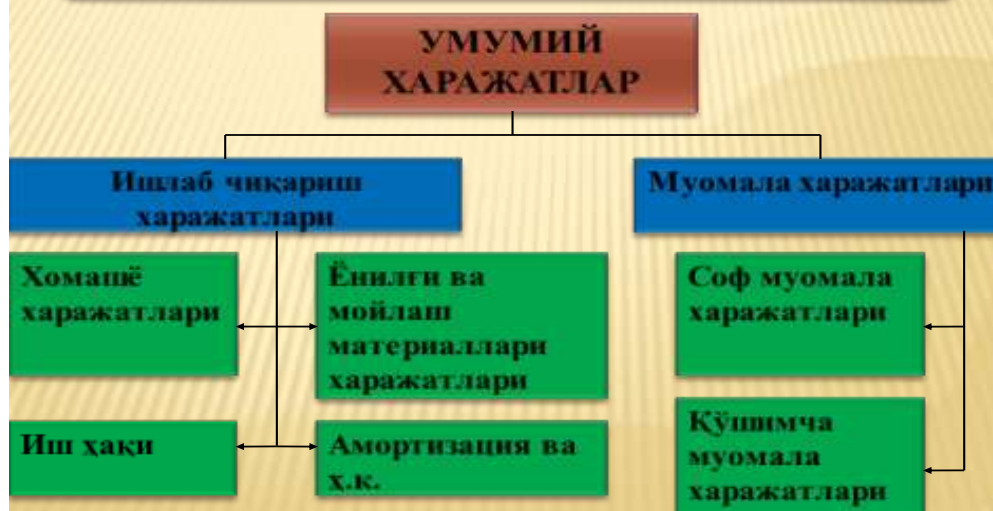 УМУМИЙ
ХАРАЖАТЛАР
Ишлаб чиқариш
харажатлари
Муомала харажатлари
Хомашё
харажатлари
Ёнилғи ва
мойлаш
материаллари
харажатлари
Соф муомала
харажатлари
Иш ҳақи
Амортизация ва
ҳ.к.
Қўшимча
муомала
харажатлари